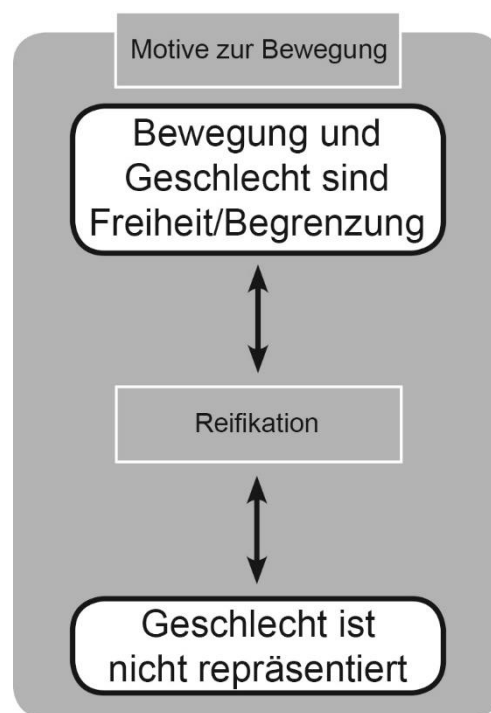 Motive zur Bewegung
Bewegung und
Geschlecht sind
Freiheit/Begrenzung
Reifikation
Geschlecht ist
nicht repräsentiert